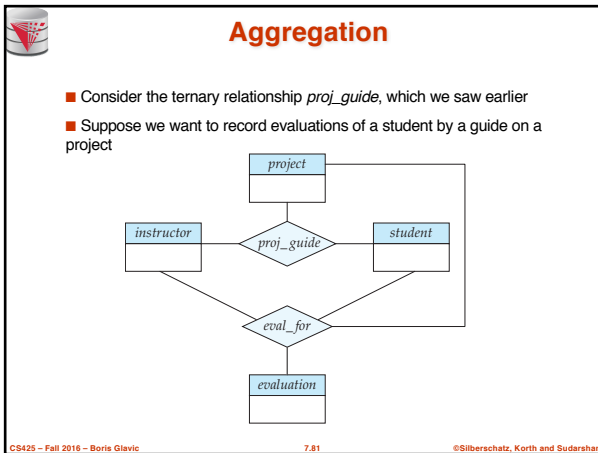 Aggregation
■ Consider the ternary relationship proj_guide, which we saw earlier
■ Suppose we want to record evaluations of a student by a guide on a
project
project
instructor
proj_guide
student
eval_for
evaluation
CS425 – Fall 2016 – Boris Glavic
7.81
©Silberschatz, Korth and Sudarshan